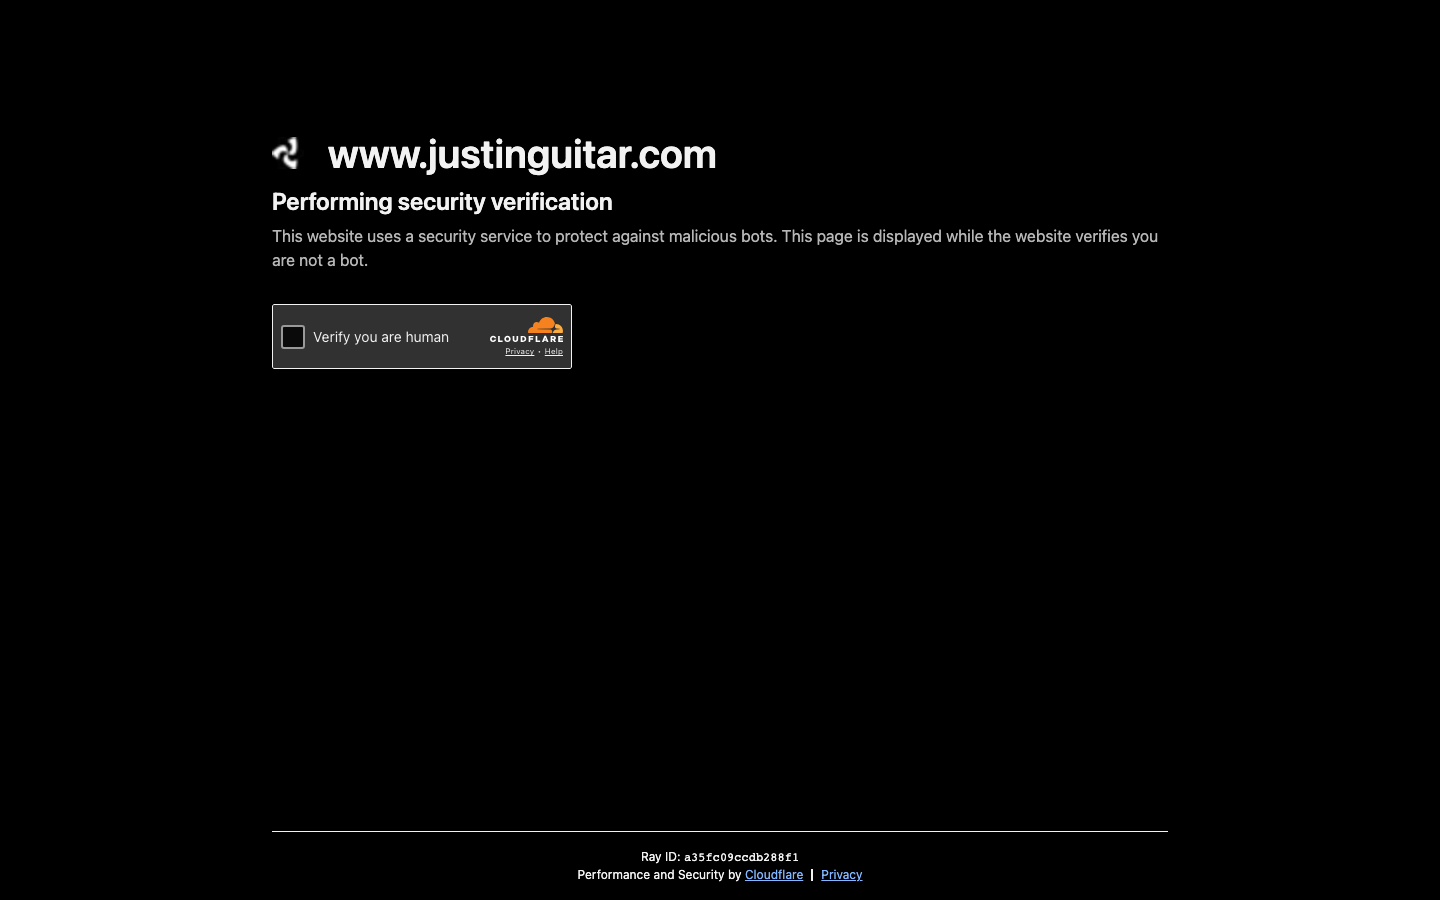 www.justinguitar.com
Performing security verification
This website uses a security service to protect against malicious bots. This page is displayed while the website verifies you
are not a bot.
Verify you are human
CLOUDFLARE
Privacy • Help
Ray ID: a35fc09ccdb288f1
Performance and Security by Cloudflare | Privacy